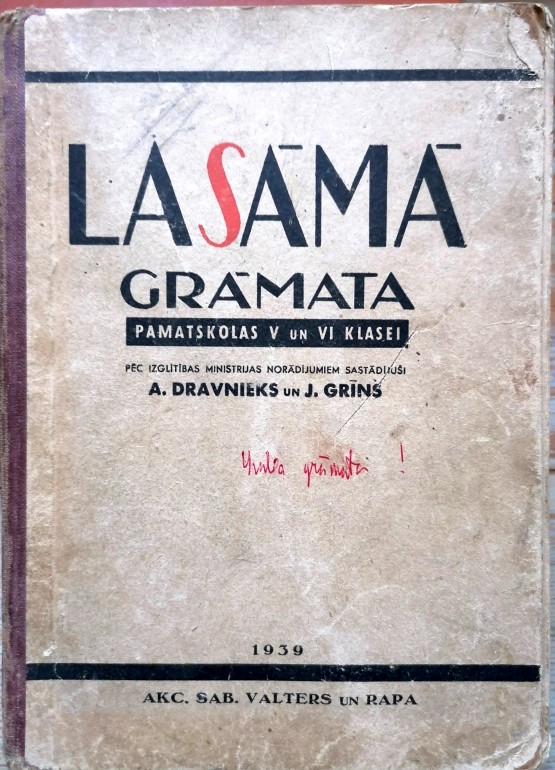 LASĀMĀ
GRĀMATA
PAMATSKOLAS V UN VI KLASEI
PĒC IZGLĪTĪBAS MINISTRIJAS NORĀDĪJUMIEM SASTĀDĪJUŠI
A. DRAVNIEKS UN J. GRĪNS
grāmata !
1939
AKC. SAB. VALTERS UN RAPA